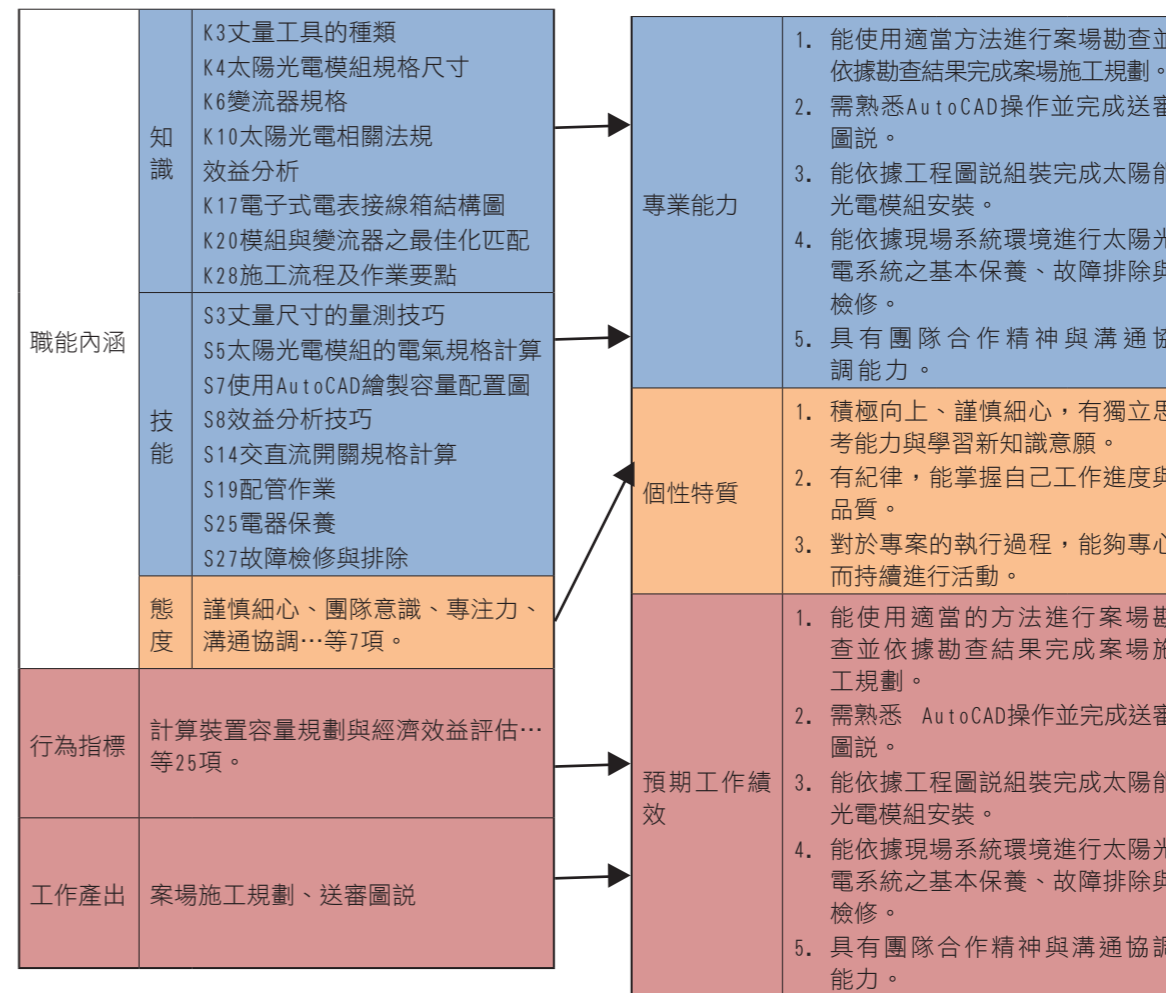 職能內涵
知
識
K3丈量工具的種類
K4太陽光電模組規格尺寸
K6變流器規格
K10太陽光電相關法規
效益分析
K17電子式電表接線箱結構圖
K20模組與變流器之最佳化匹配
K28施工流程及作業要點
技
能
S3丈量尺寸的量測技巧
S5太陽光電模組的電氣規格計算
S7使用AutoCAD繪製容量配置圖
S8效益分析技巧
S14交直流開關規格計算
S19配管作業
S25電器保養
S27故障檢修與排除
態
度
謹慎細心、團隊意識、專注力、
溝通協調…等7項。
行為指標
計算裝置容量規劃與經濟效益評估…
等25項。
工作產出
案場施工規劃、送審圖説
專業能力
1. 能使用適當方法進行案場勘查並
依據勘查結果完成案場施工規劃。
2. 需熟悉AutoCAD操作並完成送審
圖説。
3. 能依據工程圖説組裝完成太陽能
光電模組安裝。
4. 能依據現場系統環境進行太陽光
電系統之基本保養、故障排除與
檢修。
5. 具有團隊合作精神與溝通協
調能力。
個性特質
1. 積極向上、謹慎細心，有獨立思
考能力與學習新知識意願。
2. 有紀律，能掌握自己工作進度與
品質。
3. 對於專案的執行過程，能夠專心
而持續進行活動。
預期工作績
效
1. 能使用適當的方法進行案場勘
查並依據勘查結果完成案場施
工規劃。
2. 需熟悉 AutoCAD操作並完成送審
圖説。
3. 能依據工程圖説組裝完成太陽能
光電模組安裝。
4. 能依據現場系統環境進行太陽光
電系統之基本保養、故障排除與
檢修。
5. 具有團隊合作精神與溝通協調
能力。